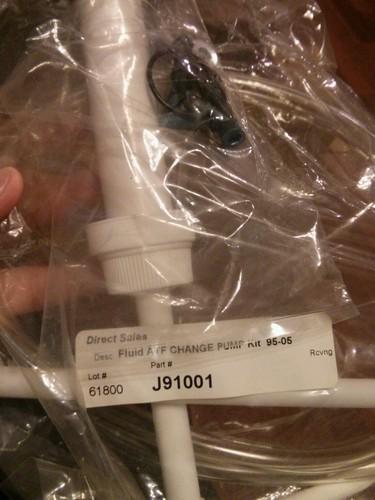 Direct Sales
Desc Fluid ATF CHANGE PUMP Kit 95-05
Lot # Part # Rcvng
61800 J91001